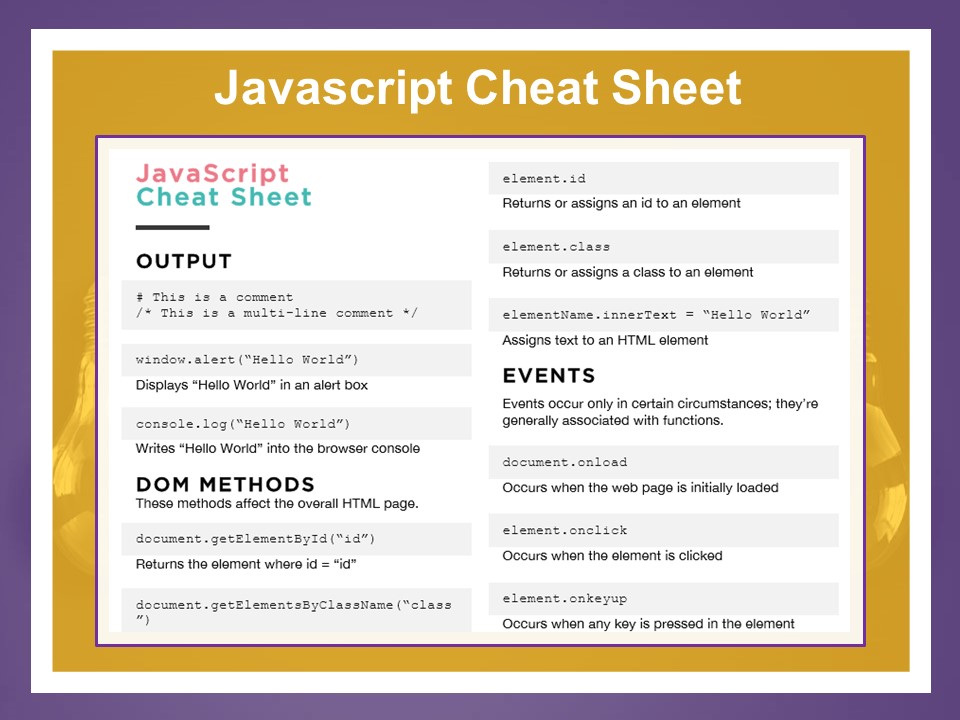 Javascript Cheat Sheet
JavaScript
Cheat Sheet
OUTPUT
# This is a comment
/* This is a multi-line comment */
window.alert(“Hello World”)
Displays “Hello World” in an alert box
console.log(“Hello World”)
Writes “Hello World” into the browser console
DOM METHODS
These methods affect the overall HTML page.
document.getElementById(“id”)
Returns the element where id = “id”
document.getElementsByClassName(“class
”)
element.id
Returns or assigns an id to an element
element.class
Returns or assigns a class to an element
elementName.innerText = “Hello World”
Assigns text to an HTML element
EVENTS
Events occur only in certain circumstances; they’re
generally associated with functions.
document.onload
Occurs when the web page is initially loaded
element.onclick
Occurs when the element is clicked
element.onkeyup
Occurs when any key is pressed in the element